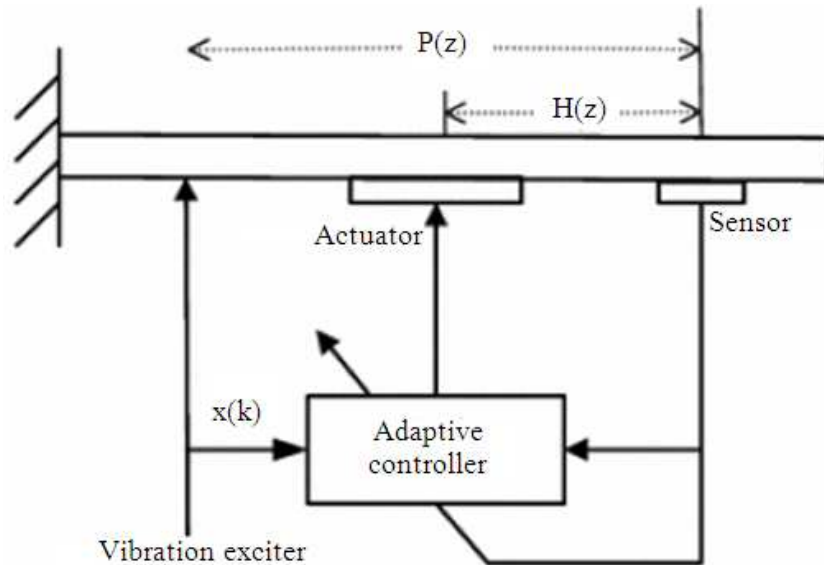 P(z)
H(z)
Actuator
Sensor
x(k)
Adaptive
controller
Vibration exciter